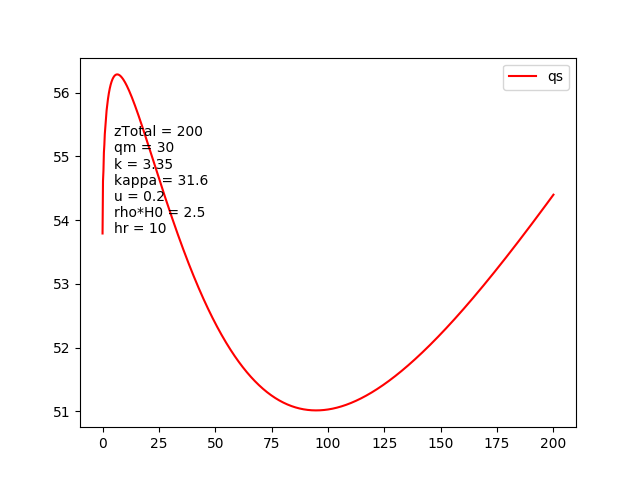 qs
56
55
54
53
52
51
zTotal = 200
qm = 30
k = 3.35
kappa = 31.6
u = 0.2
rho*H0 = 2.5
hr = 10
0 25 50 75 100 125 150 175 200